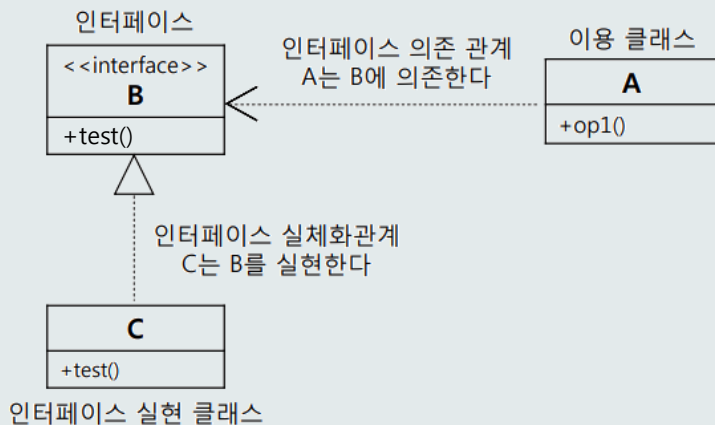 인터페이스
<<interface>>
B
+test()
인터페이스 의존 관계
A는 B에 의존한다
이용 클래스
A
+op1()
인터페이스 실체화관계
C는 B를 실현한다
C
+test()
인터페이스 실현 클래스